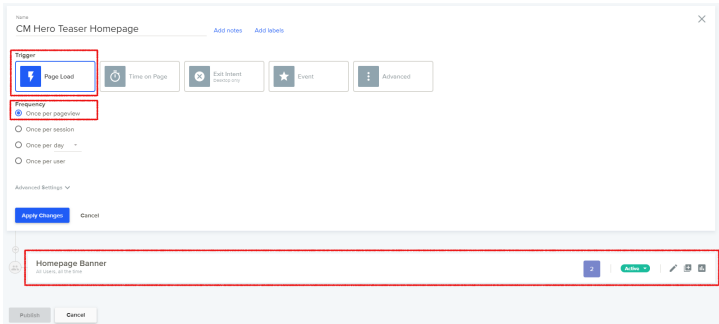 Name
CM Hero Teaser Homepage
Add notes
Add labels
Trigger
Page Load
Time on Page
Exit Intent
Desktop only
Event
Advanced
Frequency
Once per pageview
Once per session
Once per day
Once per user
Advanced Settings
Apply Changes
Cancel
Homepage Banner
All Users, all the time
2
Active
Publish
Cancel